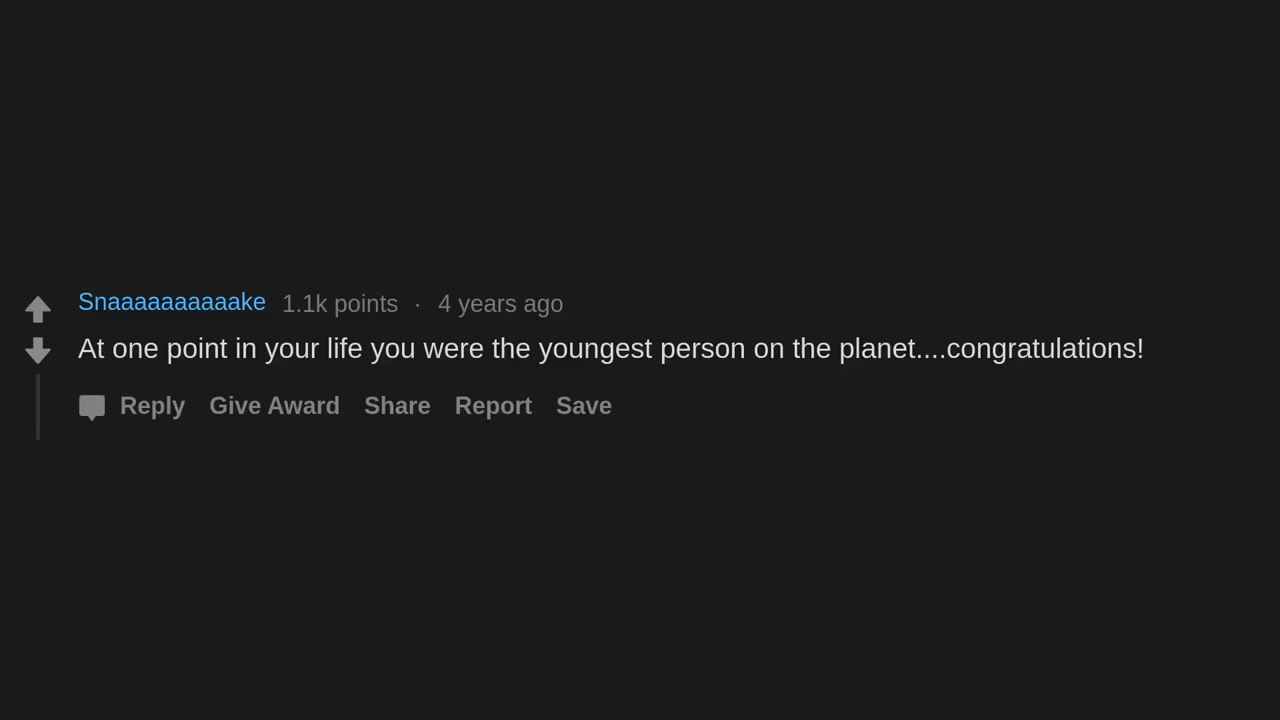 Snaaaaaaaaaaake 1.1k points · 4 years ago
At one point in your life you were the youngest person on the planet....congratulations!
Reply Give Award Share Report Save